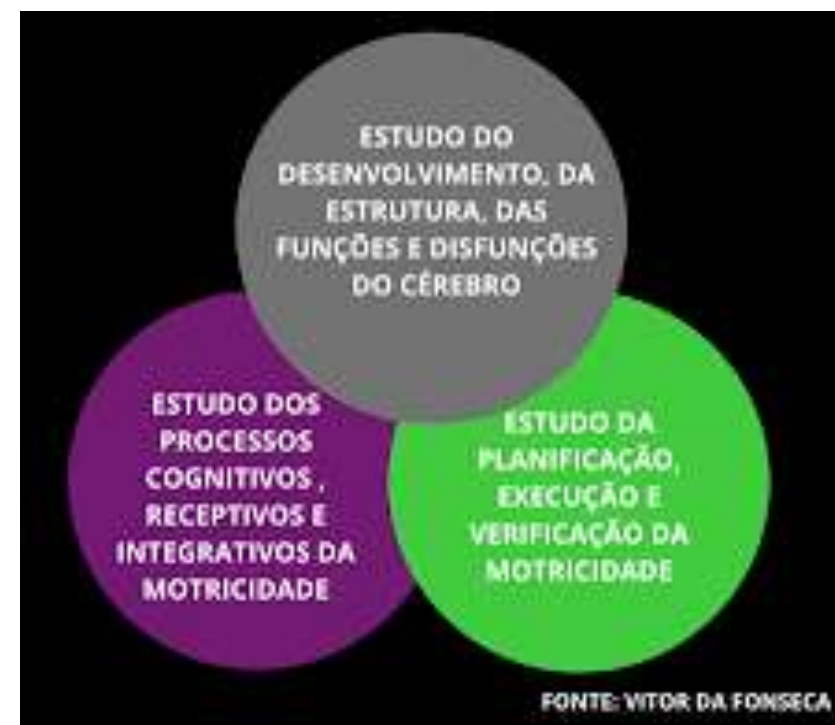 ESTUDO DO
DESENVOLVIMENTO, DA
ESTRUTURA, DAS
FUNÇÕES E DISFUNÇÕES
DO CÉREBRO
ESTUDO DOS
PROCESSOS
COGNITIVOS ,
RECEPTIVOS E
INTEGRATIVOS DA
MOTRICIDADE
ESTUDO DA
PLANIFICAÇÃO,
EXECUÇÃO E
VERIFICAÇÃO DA
MOTRICIDADE
FONTE: VITOR DA FONSECA